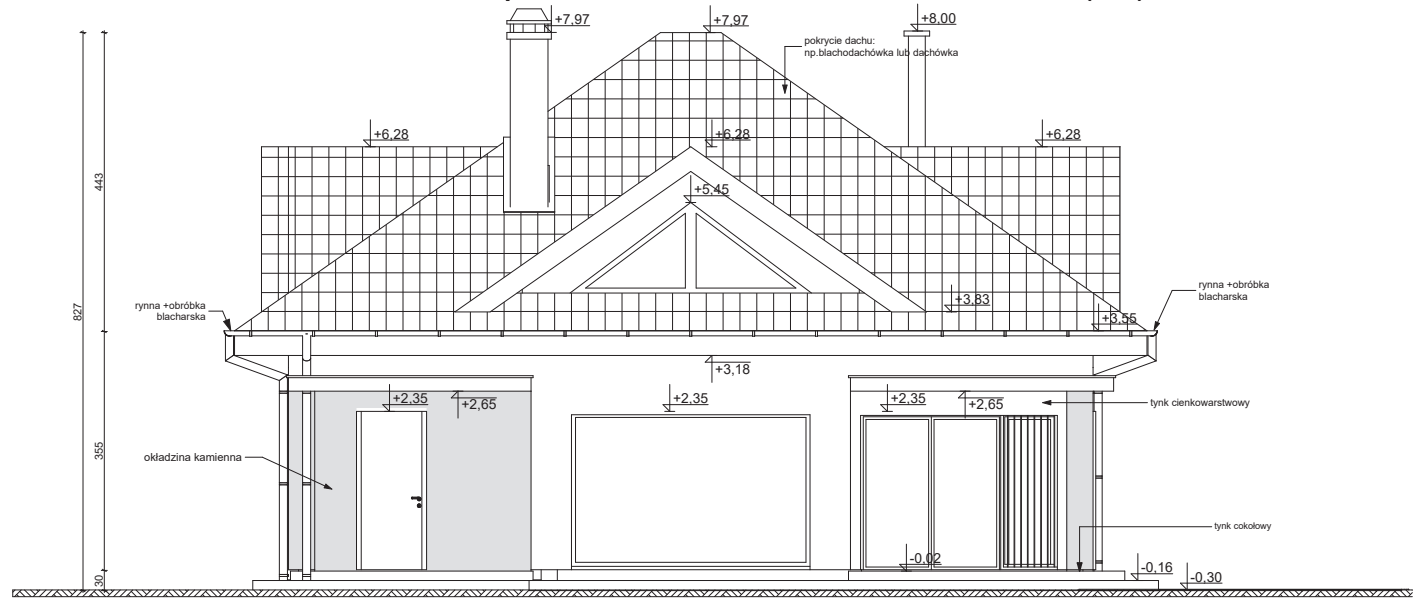 +7,97
+7,97
+8,00
pokrycie dachu:
np.blachodachówka lub dachówka
+6,28
+6,28
+6,28
443
+5,45
827
rynna +obróbka
blacharska
rynna +obróbka
blacharska
+3,83
+3,55
+3,18
+2,35
+2,65
+2,35
+2,35
+2,65
tynk cienkowarstwowy
355
okładzina kamienna
tynk cokołowy
-0,02
-0,16
-0,30
30